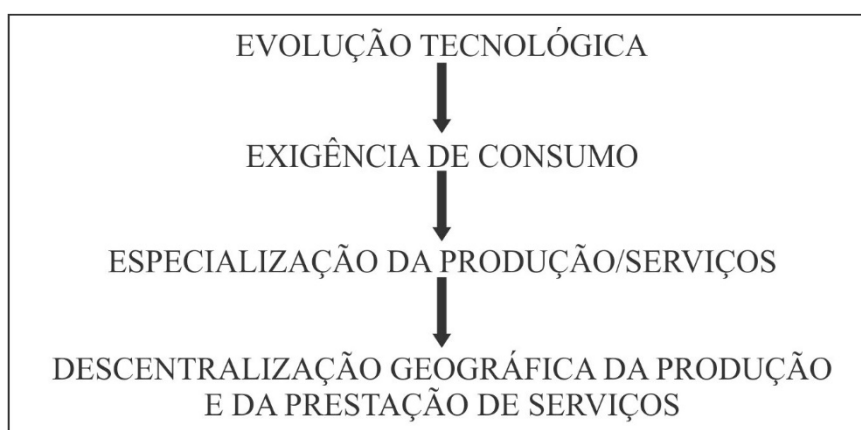 EVOLUÇÃO TECNOLÓGICA
EXIGÊNCIA DE CONSUMO
ESPECIALIZAÇÃO DA PRODUÇÃO/SERVIÇOS
DESCENTRALIZAÇÃO GEOGRÁFICA DA PRODUÇÃO
E DA PRESTAÇÃO DE SERVIÇOS